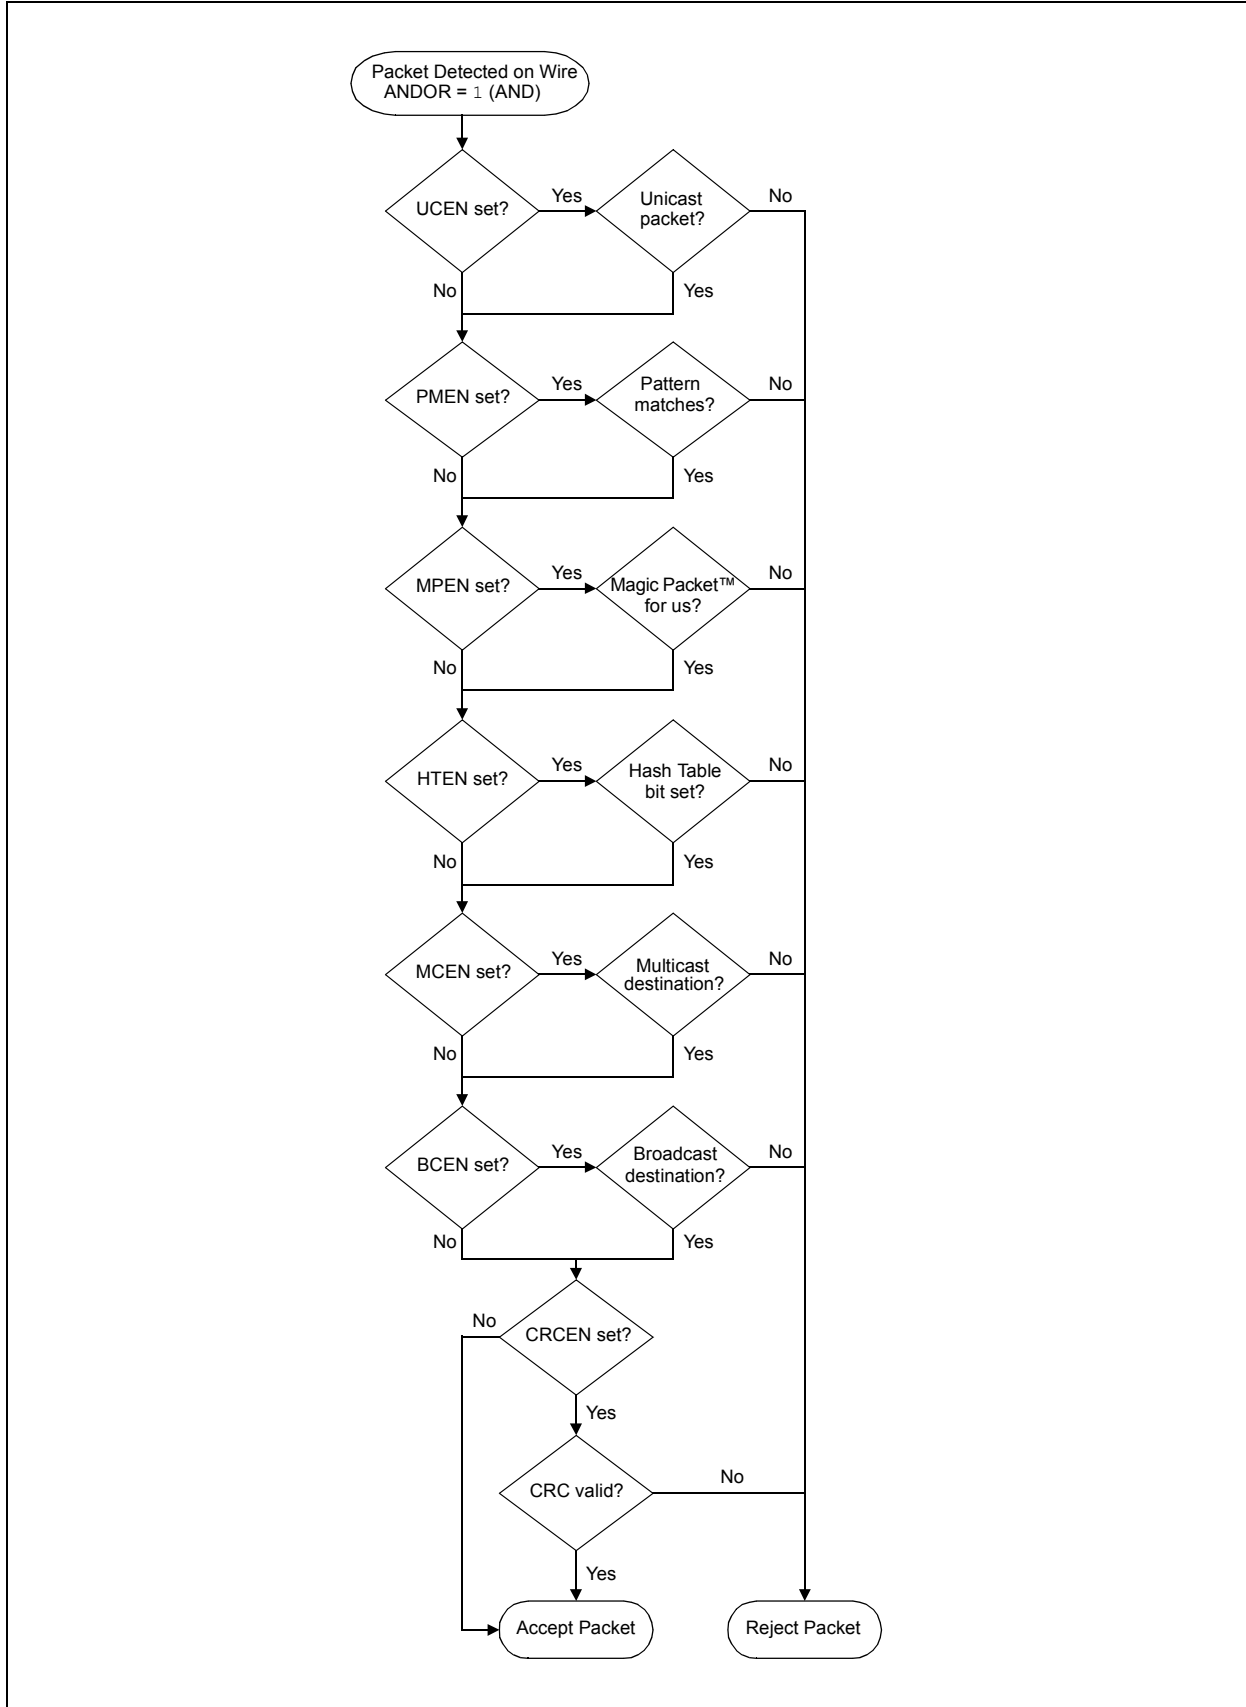 Packet Detected on Wire
ANDOR = 1 (AND)
UCEN set?
Yes
Unicast
packet?
No
No
Yes
PMEN set?
Yes
Pattern
matches?
No
No
Yes
MPEN set?
Yes
Magic Packet™
for us?
No
No
Yes
HTEN set?
Yes
Hash Table
bit set?
No
No
Yes
MCEN set?
Yes
Multicast
destination?
No
No
Yes
BCEN set?
Yes
Broadcast
destination?
No
No
Yes
No
CRCEN set?
Yes
CRC valid?
No
Yes
Accept Packet
Reject Packet